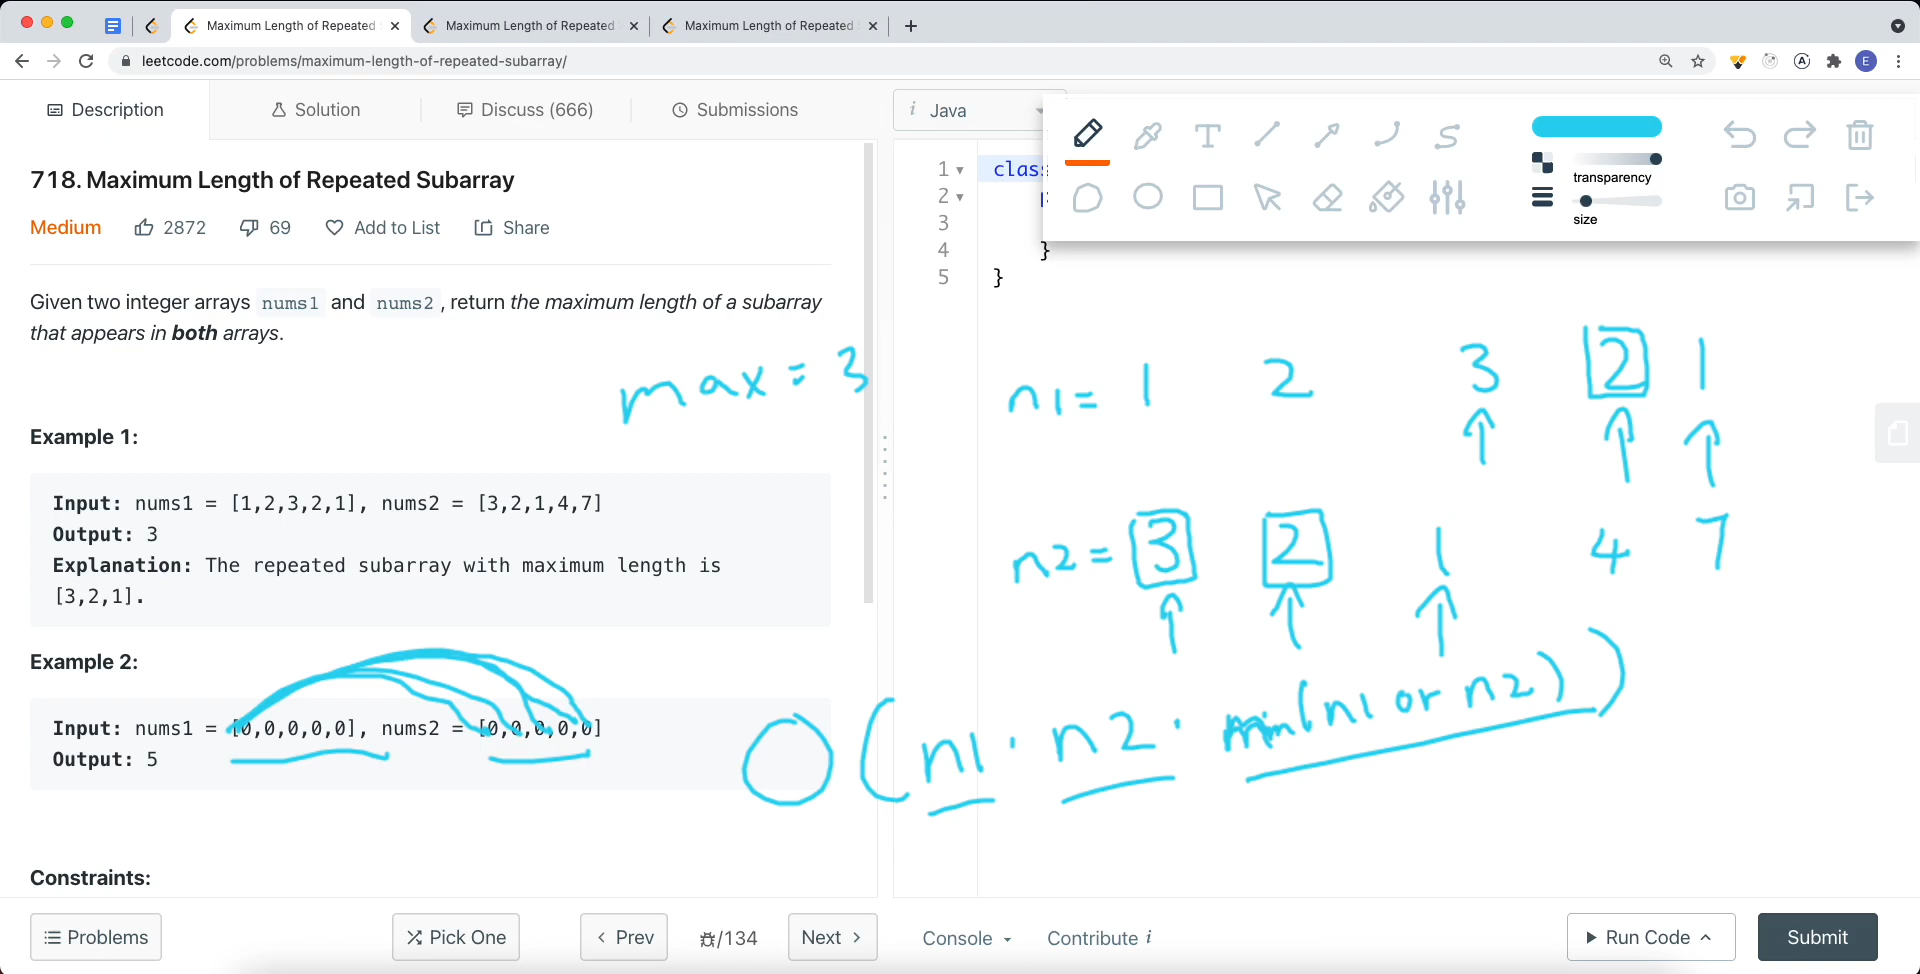 Maximum Length of Repeated
Maximum Length of Repeated
Maximum Length of Repeated
leetcode.com/problems/maximum-length-of-repeated-subarray/
E
Description
Solution
Discuss (666)
Submissions
i Java
718. Maximum Length of Repeated Subarray
Medium 2872 69 Add to List Share
Given two integer arrays nums1 and nums2, return the maximum length of a subarray
that appears in both arrays.
max = 3
Example 1:
Input: nums1 = [1,2,3,2,1], nums2 = [3,2,1,4,7]
Output: 3
Explanation: The repeated subarray with maximum length is
[3,2,1].
Example 2:
Input: nums1 = [0,0,0,0,0], nums2 = [0,0,0,0,0]
Output: 5
Constraints:
1 clas
2
3
4 }
5 }
T
transparency
size
n1 = 1 2 3 2 1
n2 = 3 2 1 4 7
O(n1 · n2 · min(n1 or n2))
Problems
Pick One
Prev
/134
Next
Console
Contribute i
Run Code
Submit